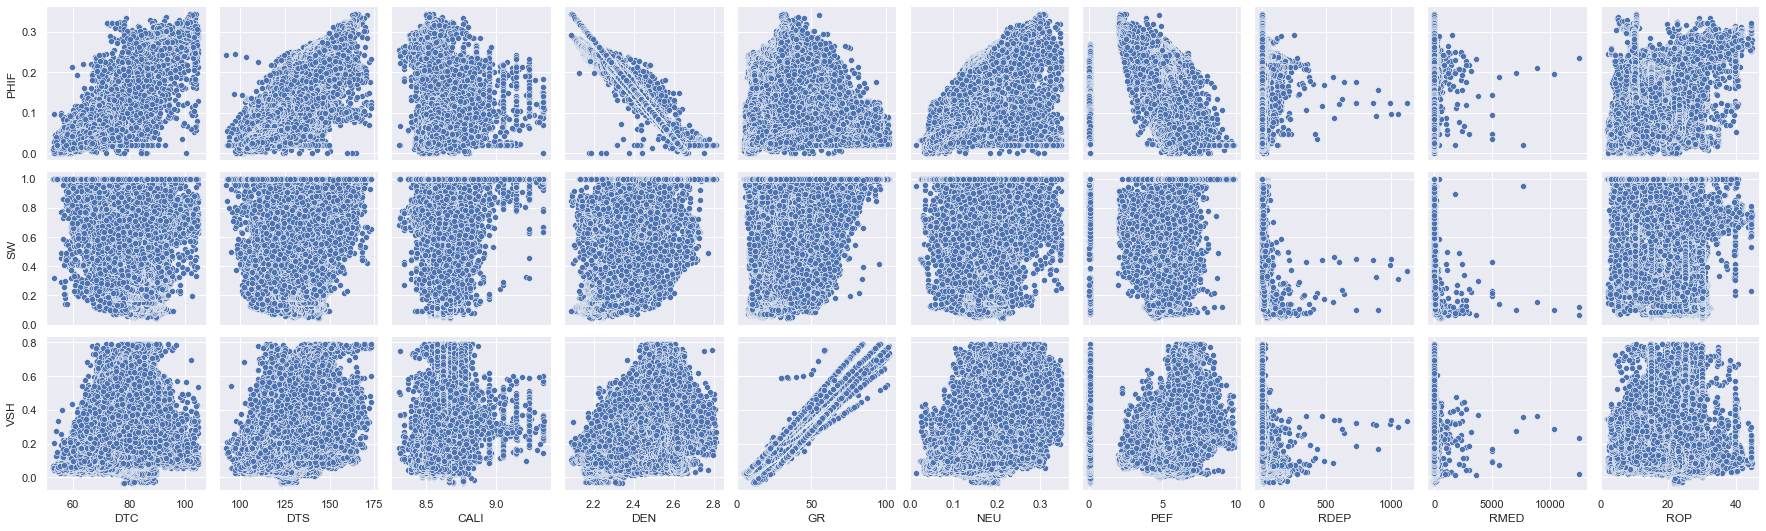 0.3
0.2
0.1
0.0
PHIF
1.0
0.8
0.6
0.4
0.2
0.0
SW
0.8
0.6
0.4
0.2
0.0
VSH
60 80 100
DTC
100 125 150 175
DTS
8.5 9.0
CALI
2.2 2.4 2.6 2.8
DEN
0 50 100
GR
0.0 0.1 0.2 0.3
NEU
0 5 10
PEF
0 500 1000
RDEP
0 5000 10000
RMED
0 20 40
ROP